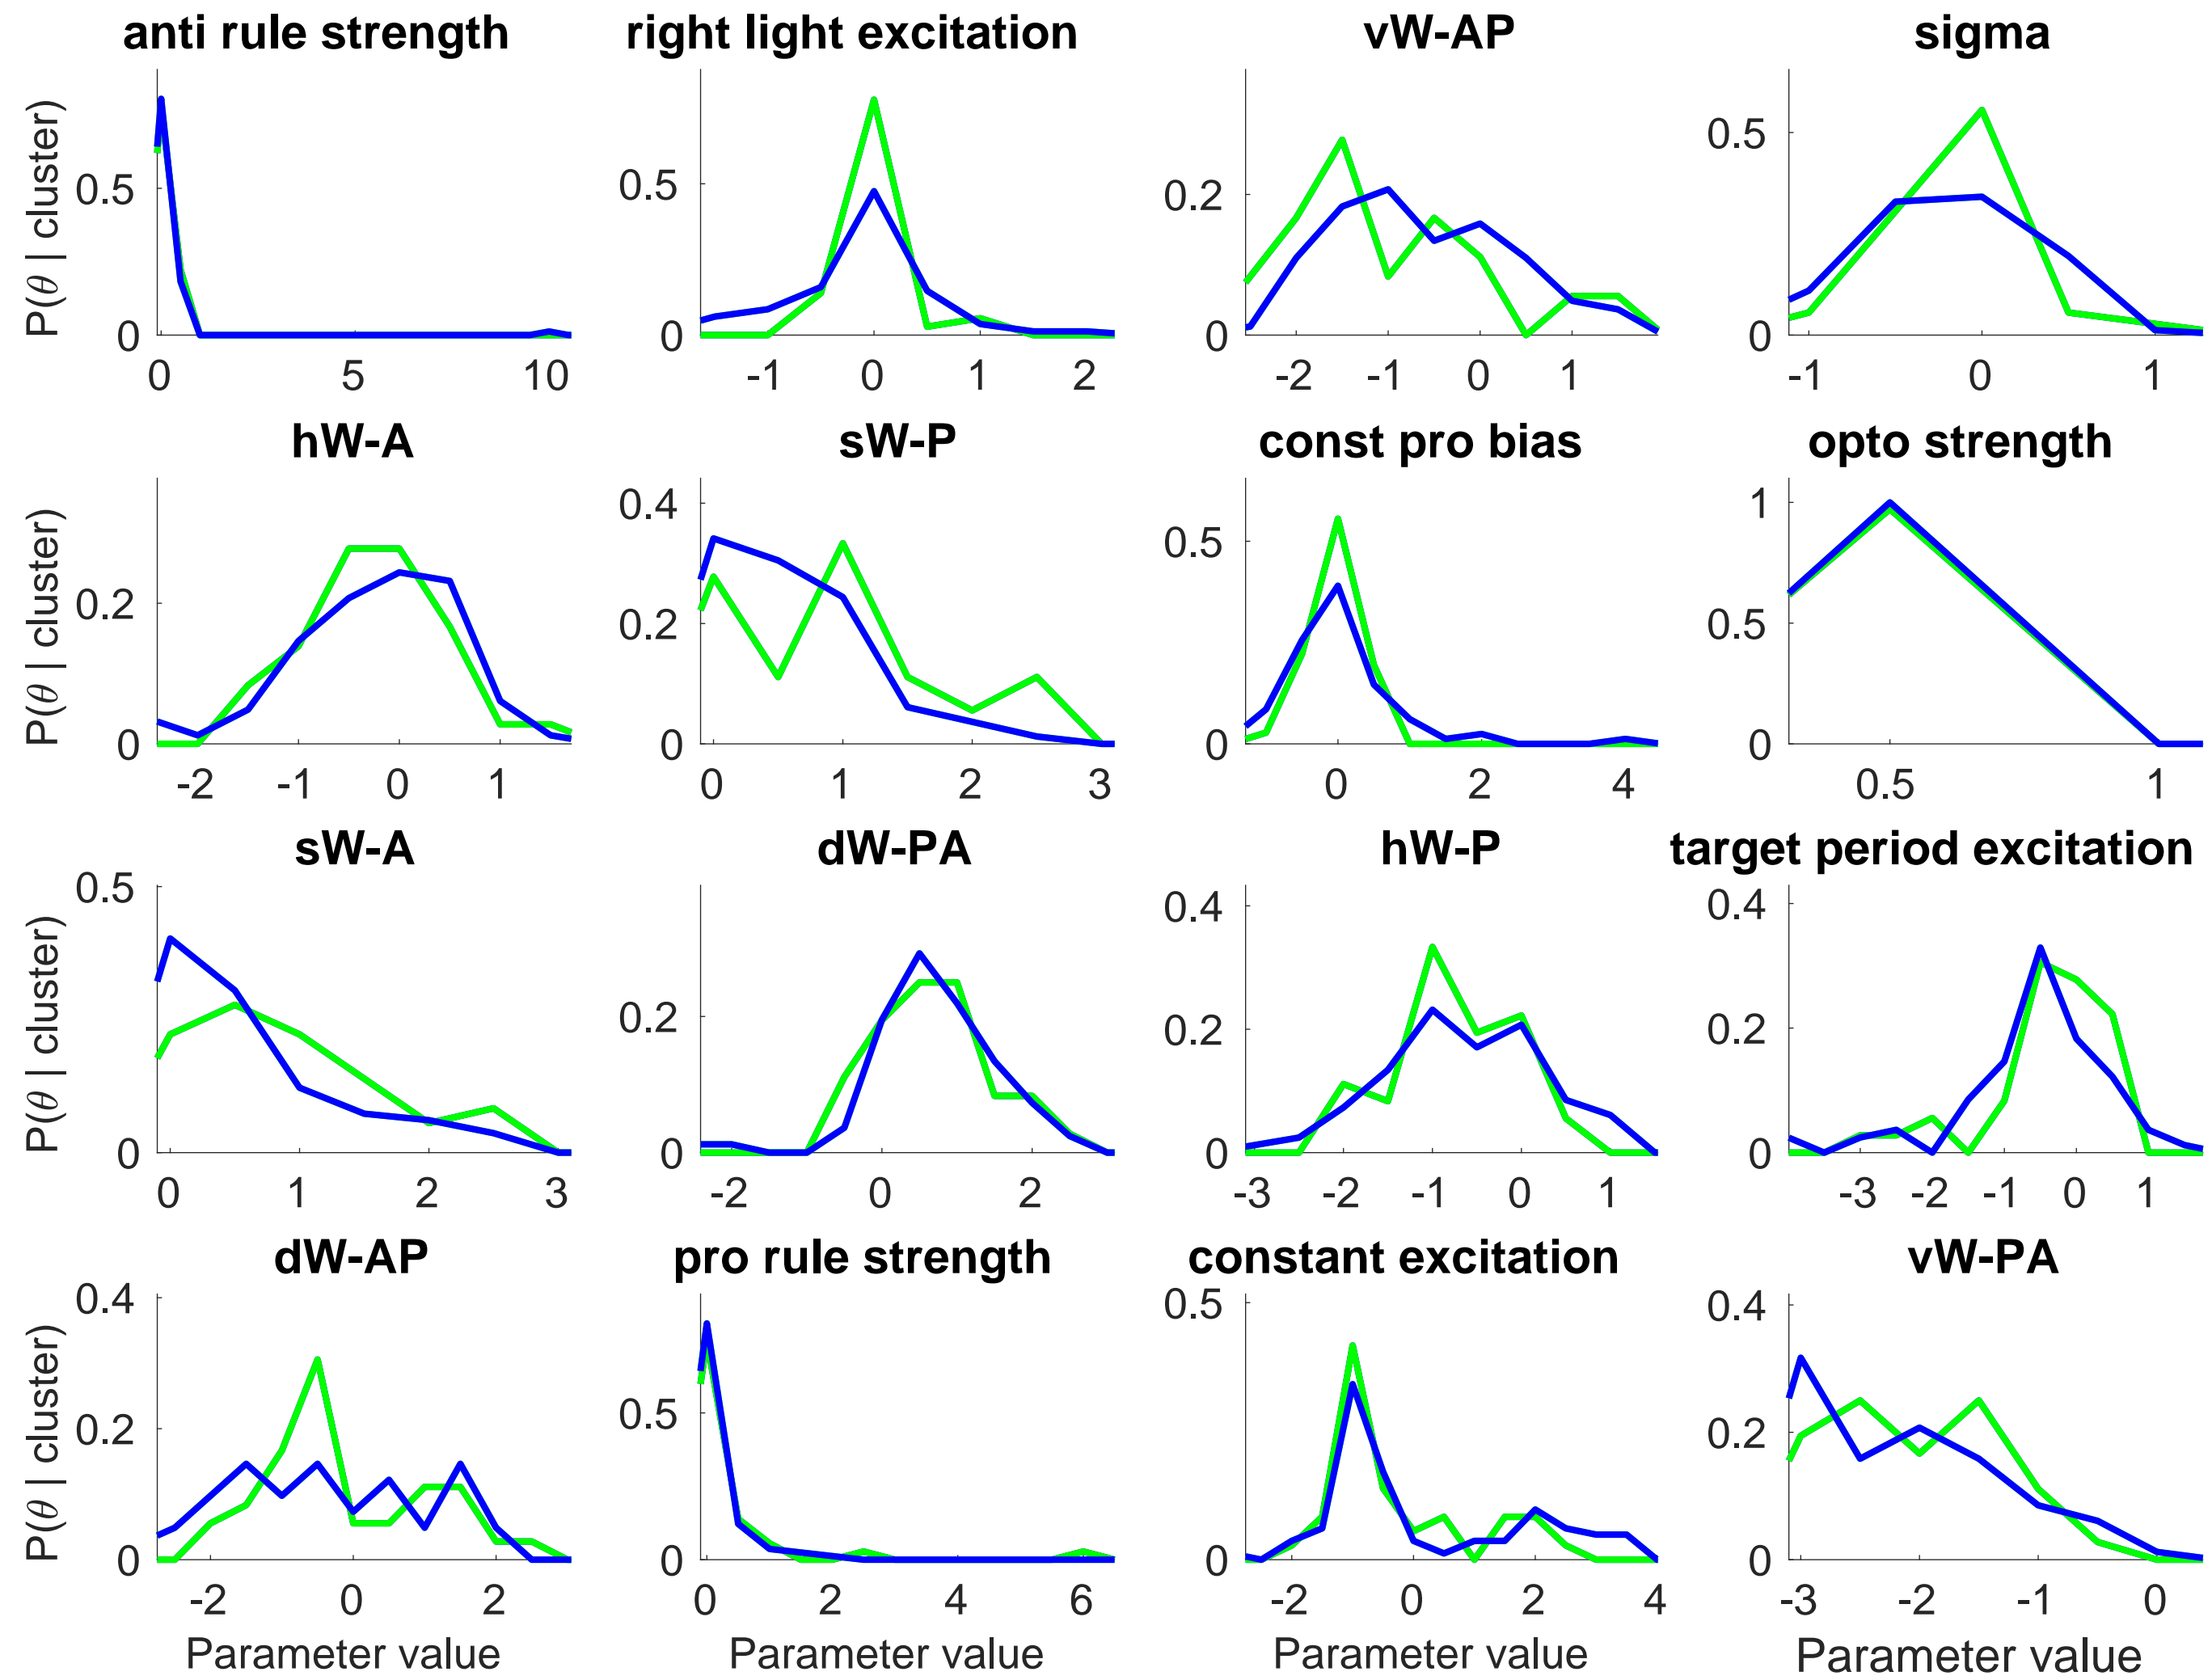 anti rule strength
right light excitation
vW-AP
sigma
P(θ | cluster)
0.5
0
0.5
0
0.2
0
0.5
0
0 5 10
-1 0 1 2
-2 -1 0 1
-1 0 1
hW-A
sW-P
const pro bias
opto strength
P(θ | cluster)
0.2
0
0.4
0.2
0
0.5
0
1
0.5
0
-2 -1 0 1
0 1 2 3
0 2 4
0.5 1
sW-A
dW-PA
hW-P
target period excitation
P(θ | cluster)
0.5
0
0.2
0
0.4
0.2
0
0.4
0.2
0
0 1 2 3
-2 0 2
-3 -2 -1 0 1
-3 -2 -1 0 1
dW-AP
pro rule strength
constant excitation
vW-PA
P(θ | cluster)
0.4
0.2
0
0.5
0
0.5
0
0.4
0.2
0
-2 0 2
0 2 4 6
-2 0 2 4
-3 -2 -1 0
Parameter value
Parameter value
Parameter value
Parameter value